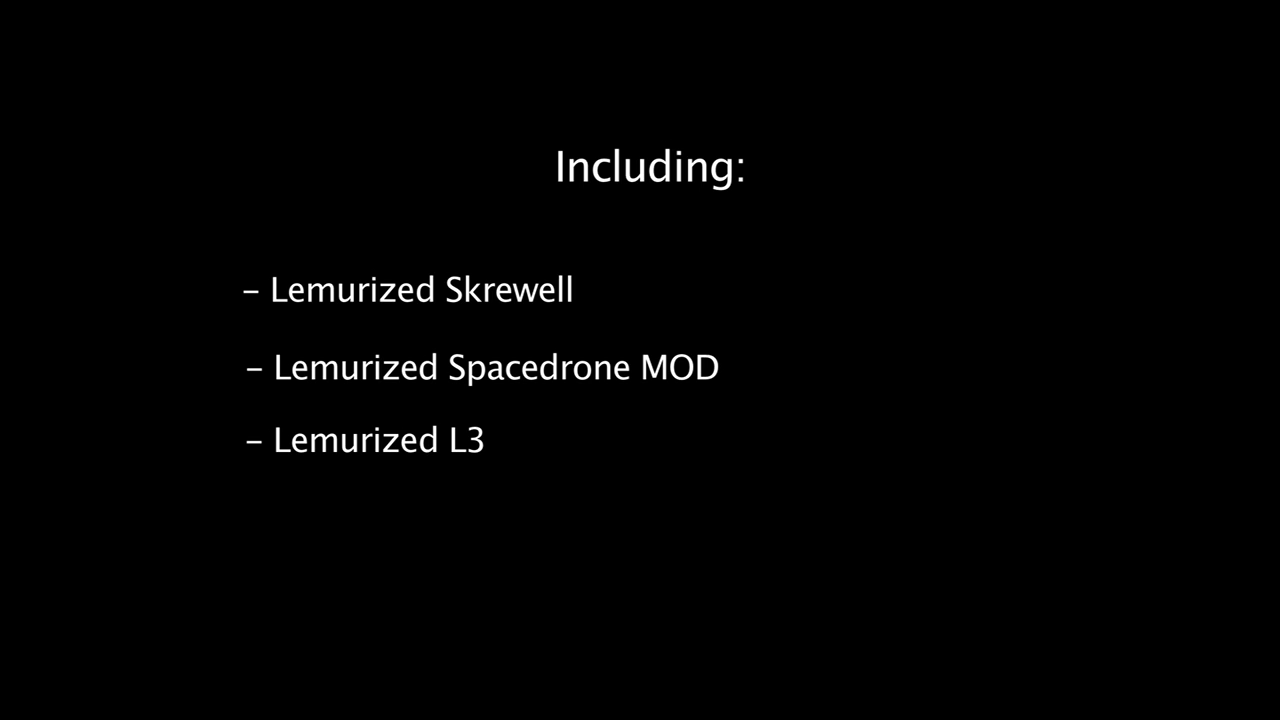 Including:
– Lemurized Skrewell
– Lemurized Spacedrone MOD
– Lemurized L3